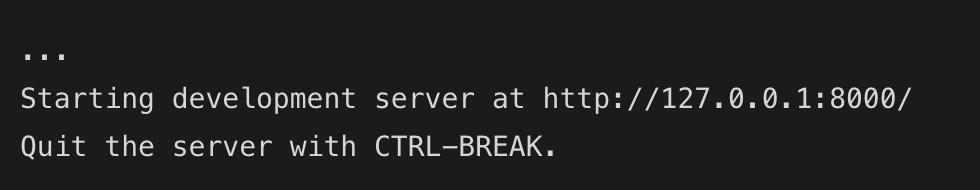 ...
Starting development server at http://127.0.0.1:8000/
Quit the server with CTRL-BREAK.